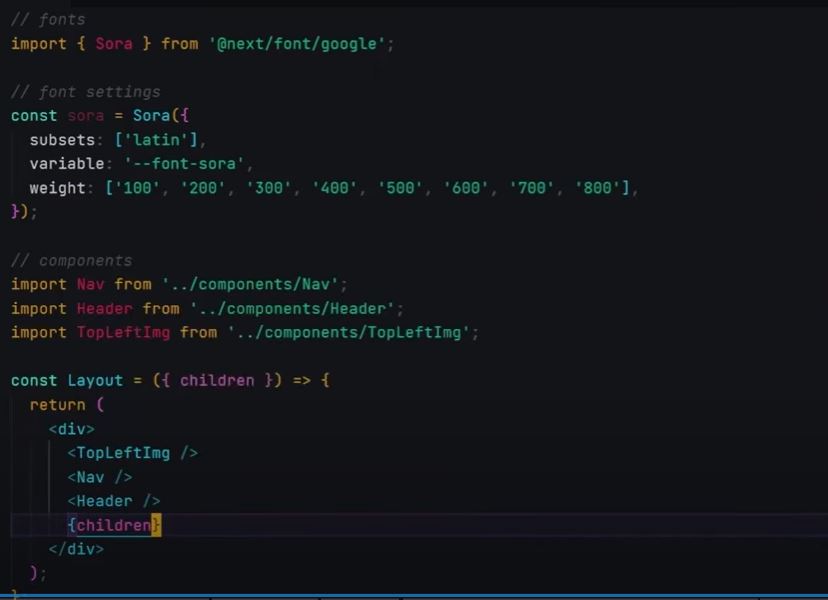 // fonts
import { Sora } from '@next/font/google';
// font settings
const sora = Sora({
subsets: ['latin'],
variable: '--font-sora',
weight: ['100', '200', '300', '400', '500', '600', '700', '800'],
});
// components
import Nav from '../components/Nav';
import Header from '../components/Header';
import TopLeftImg from '../components/TopLeftImg';
const Layout = ({ children }) => {
return (
<div>
<TopLeftImg />
<Nav />
<Header />
{children}
</div>
);